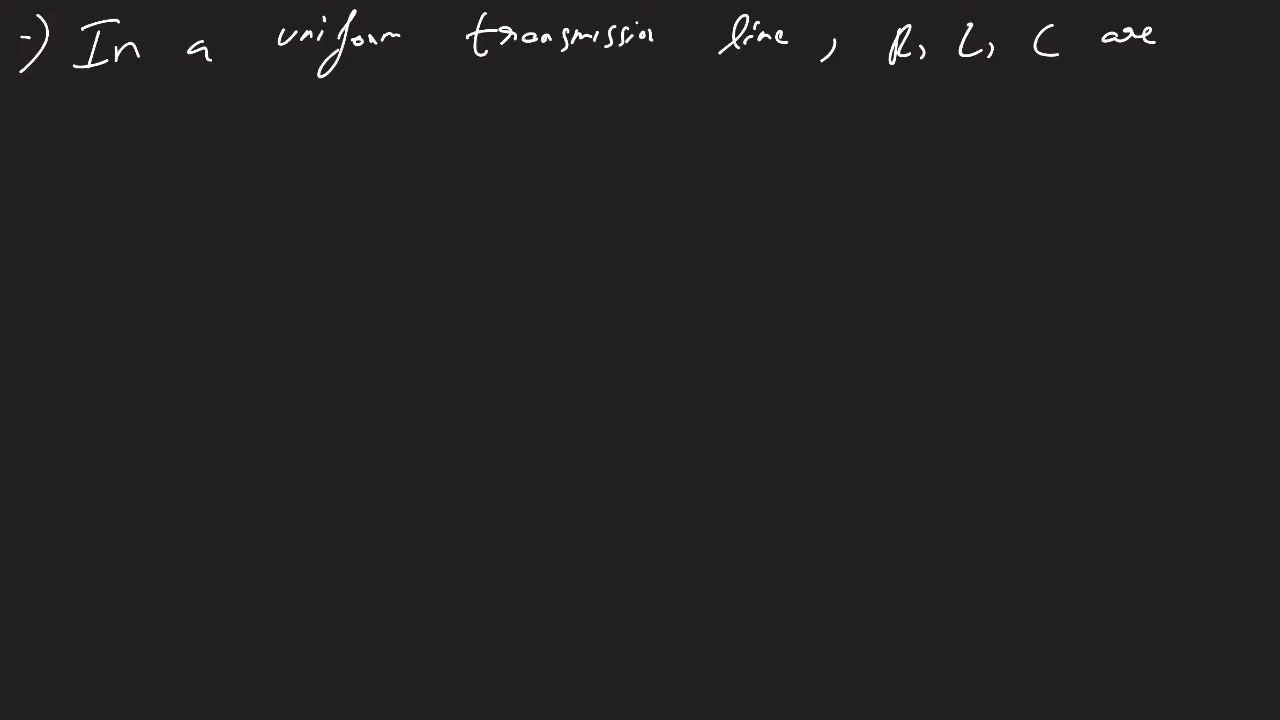 -) In a uniform transmission line, R, L, C are